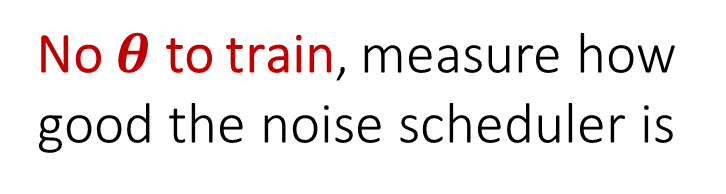 No θ to train, measure how
good the noise scheduler is